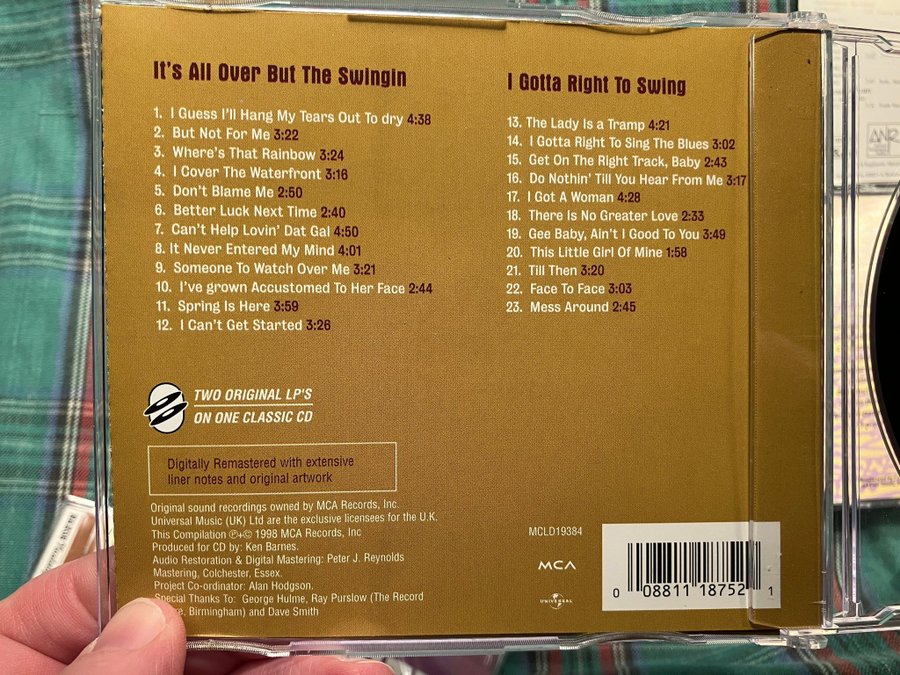 It's All Over But The Swingin
1. I Guess I'll Hang My Tears Out To dry 4:38
2. But Not For Me 3:22
3. Where's That Rainbow 3:24
4. I Cover The Waterfront 3:16
5. Don't Blame Me 2:50
6. Better Luck Next Time 2:40
7. Can't Help Lovin' Dat Gal 4:50
8. It Never Entered My Mind 4:01
9. Someone To Watch Over Me 3:21
10. I've grown Accustomed To Her Face 2:44
11. Spring Is Here 3:59
12. I Can't Get Started 3:26
I Gotta Right To Swing
13. The Lady Is a Tramp 4:21
14. I Gotta Right To Sing The Blues 3:02
15. Get On The Right Track, Baby 2:43
16. Do Nothin' Till You Hear From Me 3:17
17. I Got A Woman 4:28
18. There Is No Greater Love 2:33
19. Gee Baby, Ain't I Good To You 3:49
20. This Little Girl Of Mine 1:58
21. Till Then 3:20
22. Face To Face 3:03
23. Mess Around 2:45
TWO ORIGINAL LP'S
ON ONE CLASSIC CD
Digitally Remastered with extensive
liner notes and original artwork
Original sound recordings owned by MCA Records, Inc.
Universal Music (UK) Ltd are the exclusive licensees for the U.K.
This Compilation ℗+© 1998 MCA Records, Inc
Produced for CD by: Ken Barnes.
Audio Restoration & Digital Mastering: Peter J. Reynolds
Mastering, Colchester, Essex.
Project Co-ordinator: Alan Hodgson.
Special Thanks To: George Hulme, Ray Purslow (The Record
Birmingham) and Dave Smith
MCLD19384
MCA
UNIVERSAL
0 08811 18752 1